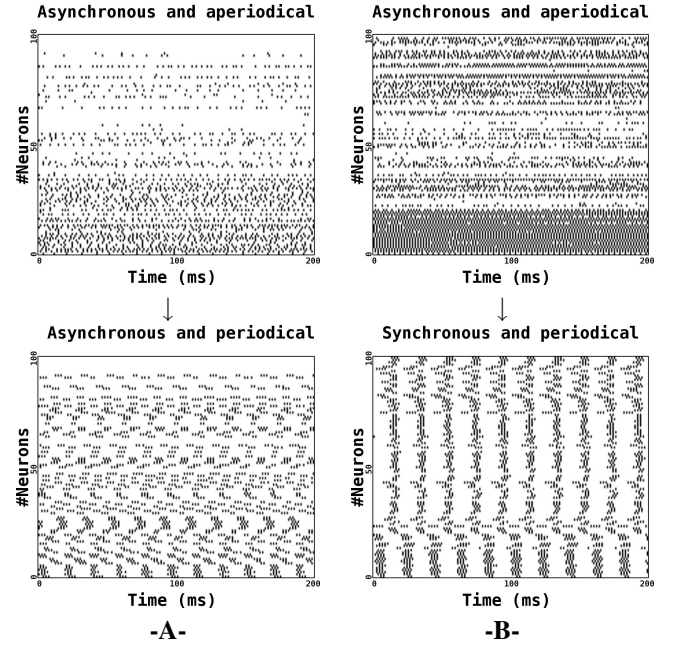 Asynchronous and aperiodical
100
50
0
#Neurons
0 100 200
Time (ms)
↓
Asynchronous and periodical
100
50
0
#Neurons
0 100 200
Time (ms)
-A-
Asynchronous and aperiodical
100
50
0
#Neurons
0 100 200
Time (ms)
↓
Synchronous and periodical
100
50
0
#Neurons
0 100 200
Time (ms)
-B-